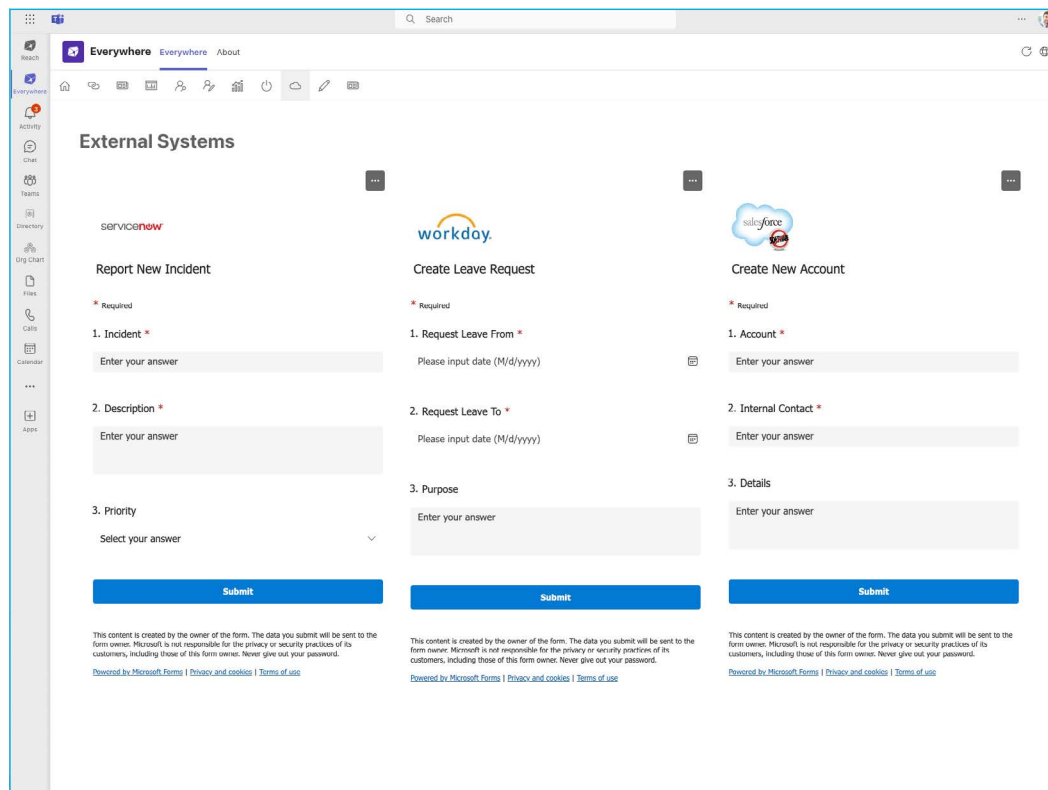 Search
Reach
Everywhere
3
Activity
Chat
Teams
Directory
Org Chart
Files
Calls
Calendar
Apps
Everywhere
Everywhere
About
External Systems
servicenow
Report New Incident
* Required
1. Incident *
Enter your answer
2. Description *
Enter your answer
3. Priority
Select your answer
Submit
This content is created by the owner of the form. The data you submit will be sent to the
form owner. Microsoft is not responsible for the privacy or security practices of its
customers, including those of this form owner. Never give out your password.
Powered by Microsoft Forms | Privacy and cookies | Terms of use
workday.
Create Leave Request
* Required
1. Request Leave From *
Please input date (M/d/yyyy)
2. Request Leave To *
Please input date (M/d/yyyy)
3. Purpose
Enter your answer
Submit
This content is created by the owner of the form. The data you submit will be sent to the
form owner. Microsoft is not responsible for the privacy or security practices of its
customers, including those of this form owner. Never give out your password.
Powered by Microsoft Forms | Privacy and cookies | Terms of use
salesforce
Create New Account
* Required
1. Account *
Enter your answer
2. Internal Contact *
Enter your answer
3. Details
Enter your answer
Submit
This content is created by the owner of the form. The data you submit will be sent to the
form owner. Microsoft is not responsible for the privacy or security practices of its
customers, including those of this form owner. Never give out your password.
Powered by Microsoft Forms | Privacy and cookies | Terms of use